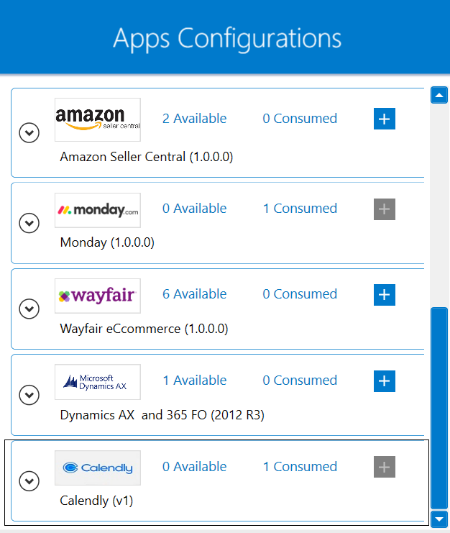 Apps Configurations
amazon
seller central
2 Available 0 Consumed
Amazon Seller Central (1.0.0.0)
monday.com
0 Available 1 Consumed
Monday (1.0.0.0)
wayfair
6 Available 0 Consumed
Wayfair eCcommerce (1.0.0.0)
Microsoft
Dynamics AX
1 Available 0 Consumed
Dynamics AX and 365 FO (2012 R3)
Calendly
0 Available 1 Consumed
Calendly (v1)